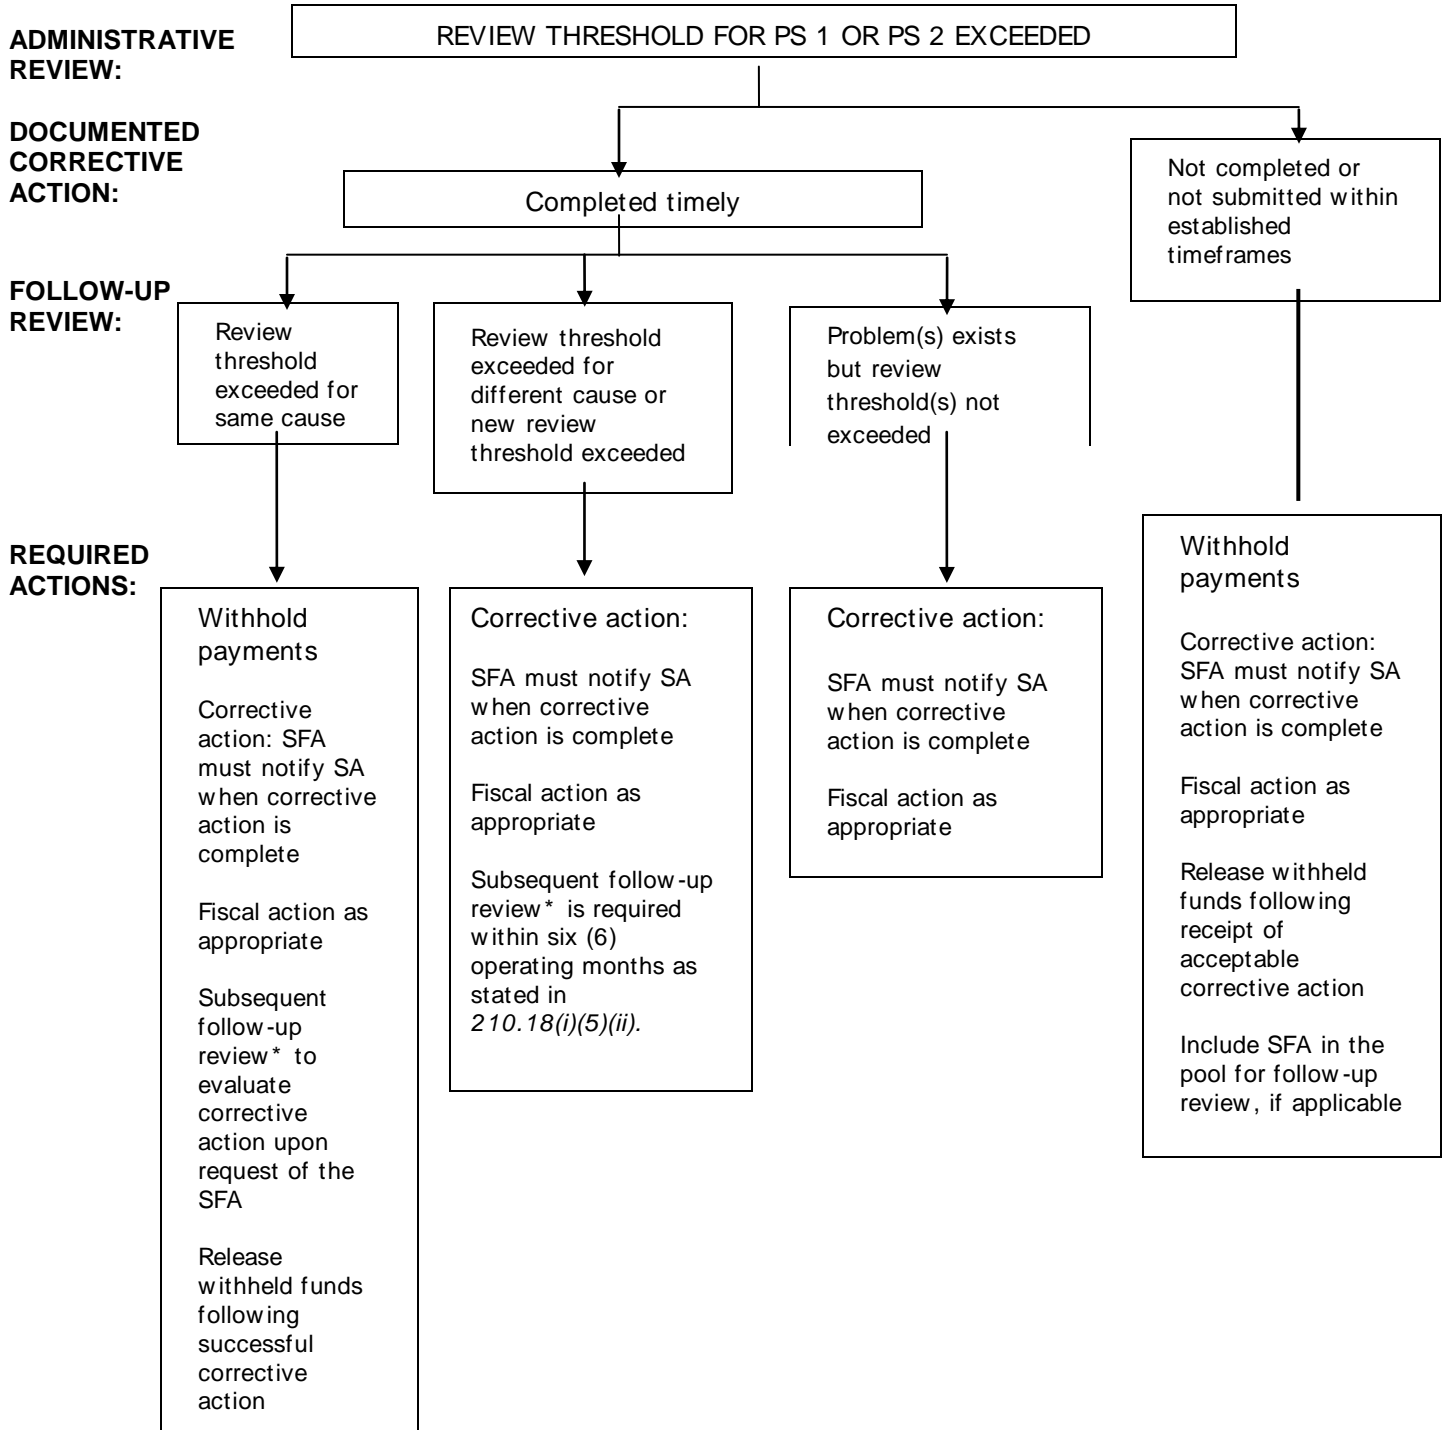 ADMINISTRATIVE
REVIEW:
REVIEW THRESHOLD FOR PS 1 OR PS 2 EXCEEDED
DOCUMENTED
CORRECTIVE
ACTION:
Completed timely
Not completed or
not submitted within
established
timeframes
FOLLOW-UP
REVIEW:
Review
threshold
exceeded for
same cause
Review threshold
exceeded for
different cause or
new review
threshold exceeded
Problem(s) exists
but review
threshold(s) not
exceeded
REQUIRED
ACTIONS:
Withhold
payments
Corrective
action: SFA
must notify SA
when corrective
action is
complete
Fiscal action as
appropriate
Subsequent
follow-up
review* to
evaluate
corrective
action upon
request of the
SFA
Release
withheld funds
following
successful
corrective
action
Corrective action:
SFA must notify SA
when corrective
action is complete
Fiscal action as
appropriate
Subsequent follow-up
review* is required
within six (6)
operating months as
stated in
210.18(i)(5)(ii).
Corrective action:
SFA must notify SA
when corrective
action is complete
Fiscal action as
appropriate
Withhold
payments
Corrective action:
SFA must notify SA
when corrective
action is complete
Fiscal action as
appropriate
Release withheld
funds following
receipt of
acceptable
corrective action
Include SFA in the
pool for follow-up
review, if applicable